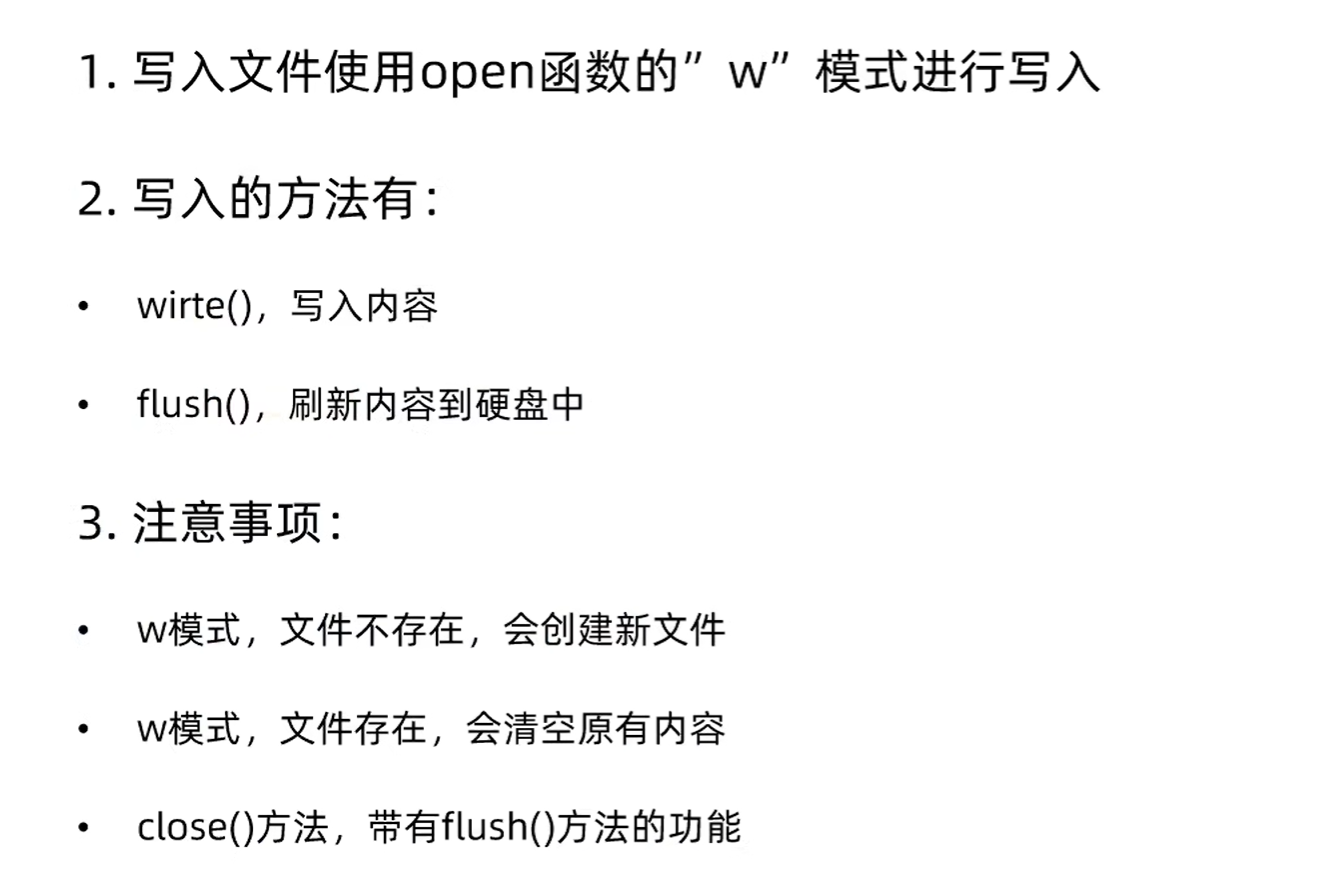 1. 写入文件使用open函数的”w”模式进行写入
2. 写入的方法有：
• wirte()，写入内容
• flush()，刷新内容到硬盘中
3. 注意事项：
• w模式，文件不存在，会创建新文件
• w模式，文件存在，会清空原有内容
• close()方法，带有flush()方法的功能